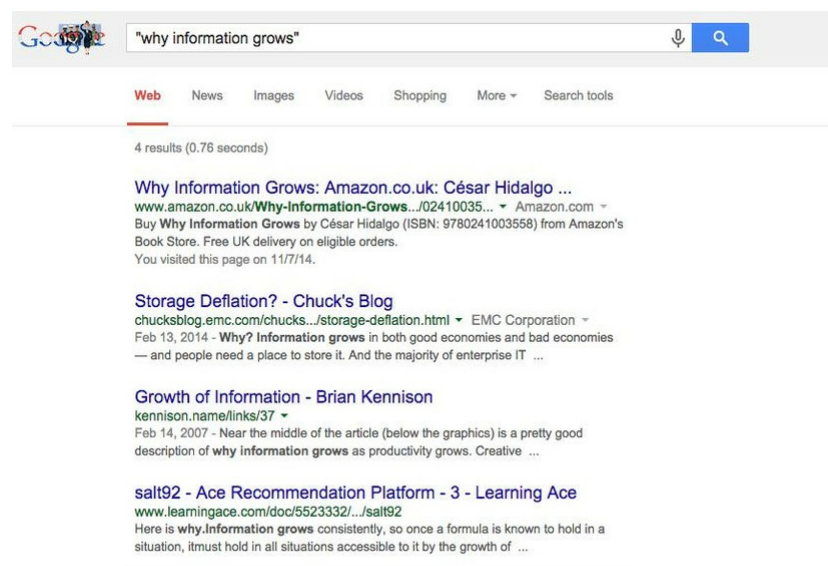 Google
"why information grows"
Web News Images Videos Shopping More Search tools
4 results (0.76 seconds)
Why Information Grows: Amazon.co.uk: César Hidalgo ...
www.amazon.co.uk/Why-Information-Grows.../02410035... Amazon.com
Buy Why Information Grows by César Hidalgo (ISBN: 9780241003558) from Amazon's
Book Store. Free UK delivery on eligible orders.
You visited this page on 11/7/14.
Storage Deflation? - Chuck's Blog
chucksblog.emc.com/chucks.../storage-deflation.html EMC Corporation
Feb 13, 2014 - Why? Information grows in both good economies and bad economies
— and people need a place to store it. And the majority of enterprise IT ...
Growth of Information - Brian Kennison
kennison.name/links/37
Feb 14, 2007 - Near the middle of the article (below the graphics) is a pretty good
description of why information grows as productivity grows. Creative ...
salt92 - Ace Recommendation Platform - 3 - Learning Ace
www.learningace.com/doc/5523332/.../salt92
Here is why.Information grows consistently, so once a formula is known to hold in a
situation, itmust hold in all situations accessible to it by the growth of ...